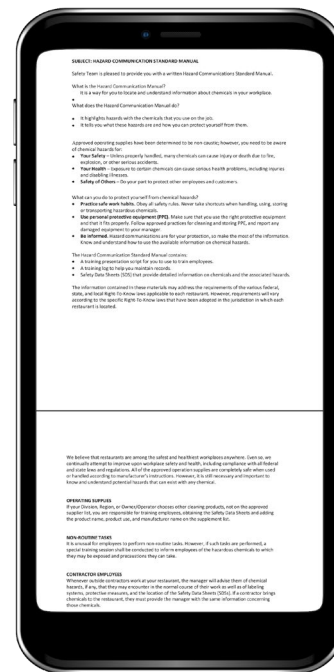 SUBJECT: HAZARD COMMUNICATION STANDARD MANUAL
Safety Team is pleased to provide you with a written Hazard Communications Standard Manual.
What is the Hazard Communication Manual?
It is a way for you to locate and understand information about chemicals in your workplace.
•
What does the Hazard Communication Manual do?
• It highlights hazards with the chemicals that you use on the job.
• It tells you what these hazards are and how you can protect yourself from them.
Approved operating supplies have been determined to be non-caustic; however, you need to be aware
of chemical hazards for:
• Your Safety – Unless properly handled, many chemicals can cause injury or death due to fire,
explosion, or other serious accidents.
• Your Health – Exposure to certain chemicals can cause serious health problems, including injuries
and disabling illnesses.
• Safety of Others – Do your part to protect other employees and customers.
What can you do to protect yourself from chemical hazards?
• Practice safe work habits. Obey all safety rules. Never take shortcuts when handling, using, storing
or transporting hazardous chemicals.
• Use personal protective equipment (PPE). Make sure that you use the right protective equipment
and that it fits properly. Follow approved practices for cleaning and storing PPE, and report any
damaged equipment to your manager.
• Be informed. Hazard communications are for your protection, so make the most of the information.
Know and understand how to use the available information on chemical hazards.
The Hazard Communication Standard Manual contains:
• A training presentation script for you to use to train employees.
• A training log to help you maintain records.
• Safety Data Sheets (SDS) that provide detailed information on chemicals and the associated hazards.
The information contained in these materials may address the requirements of the various federal,
state, and local Right-To-Know laws applicable to each restaurant. However, requirements will vary
according to the specific Right-To-Know laws that have been adopted in the jurisdiction in which each
restaurant is located.
We believe that restaurants are among the safest and healthiest workplaces anywhere. Even so, we
continually attempt to improve upon workplace safety and health, including compliance with all federal
and state laws and regulations. All of the approved operation supplies are completely safe when used
or handled according to manufacturer's instructions. However, it is still necessary and important to
know and understand potential hazards that can exist with any chemical.
OPERATING SUPPLIES
If your Division, Region, or Owner/Operator chooses other cleaning products, not on the approved
supplier list, you are responsible for training employees, obtaining the Safety Data Sheets and adding
the product name, product use, and manufacturer name on the supplement list.
NON-ROUTINE TASKS
It is unusual for employees to perform non-routine tasks. However, if such tasks are performed, a
special training session shall be conducted to inform employees of the hazardous chemicals to which
they may be exposed and precautions they can take.
CONTRACTOR EMPLOYEES
Whenever outside contractors work at your restaurant, the manager will advise them of chemical
hazards, if any, that they may encounter in the normal course of their work as well as of labeling
systems, protective measures, and the location of the Safety Data Sheets (SDSs). If a contractor brings
chemicals to the restaurant, they must provide the manager with the same information concerning
those chemicals.